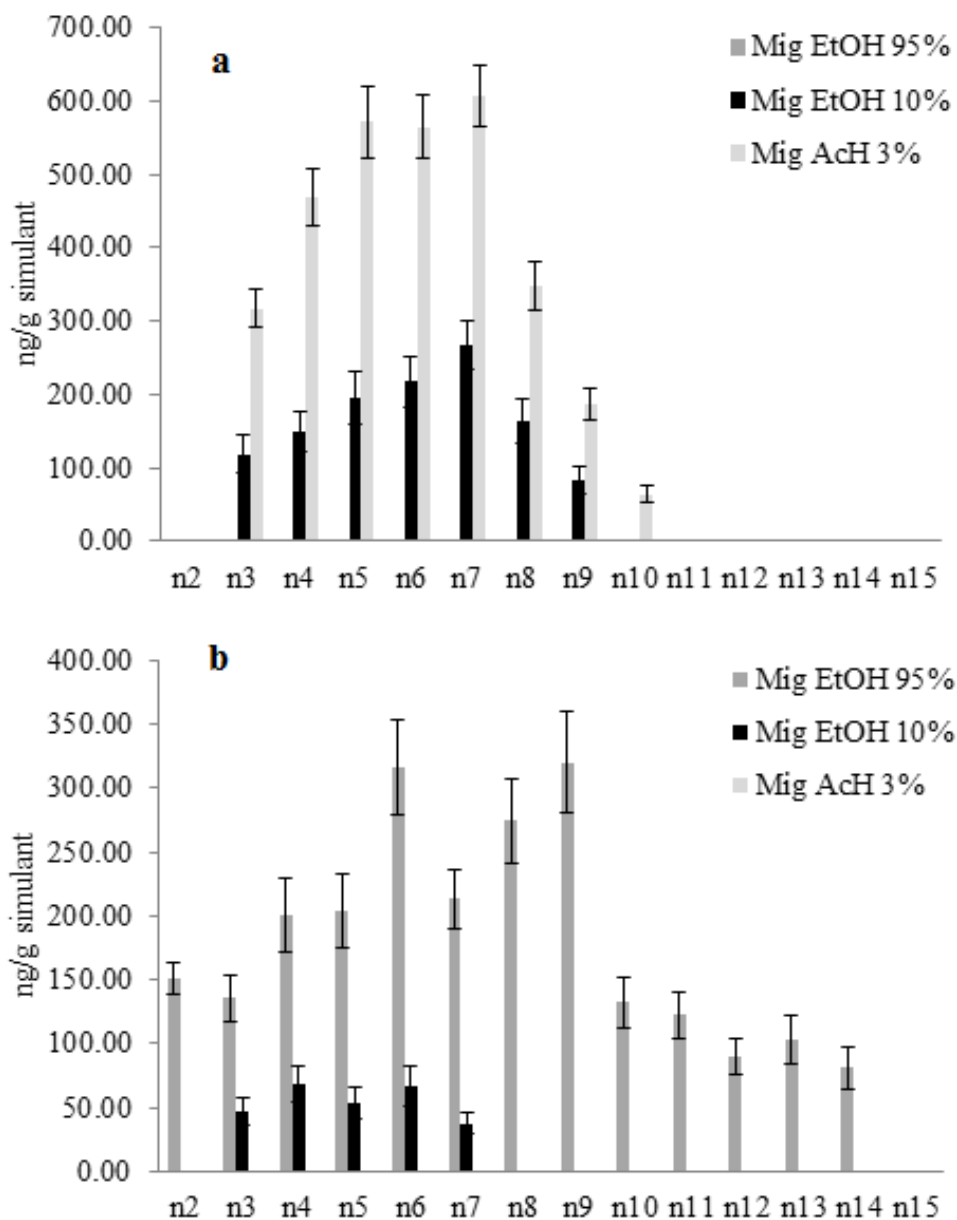 a
700.00
600.00
500.00
400.00
300.00
200.00
100.00
0.00
ng/g simulant
Mig EtOH 95%
Mig EtOH 10%
Mig AcH 3%
n2 n3 n4 n5 n6 n7 n8 n9 n10 n11 n12 n13 n14 n15
b
400.00
350.00
300.00
250.00
200.00
150.00
100.00
50.00
0.00
ng/g simulant
Mig EtOH 95%
Mig EtOH 10%
Mig AcH 3%
n2 n3 n4 n5 n6 n7 n8 n9 n10 n11 n12 n13 n14 n15